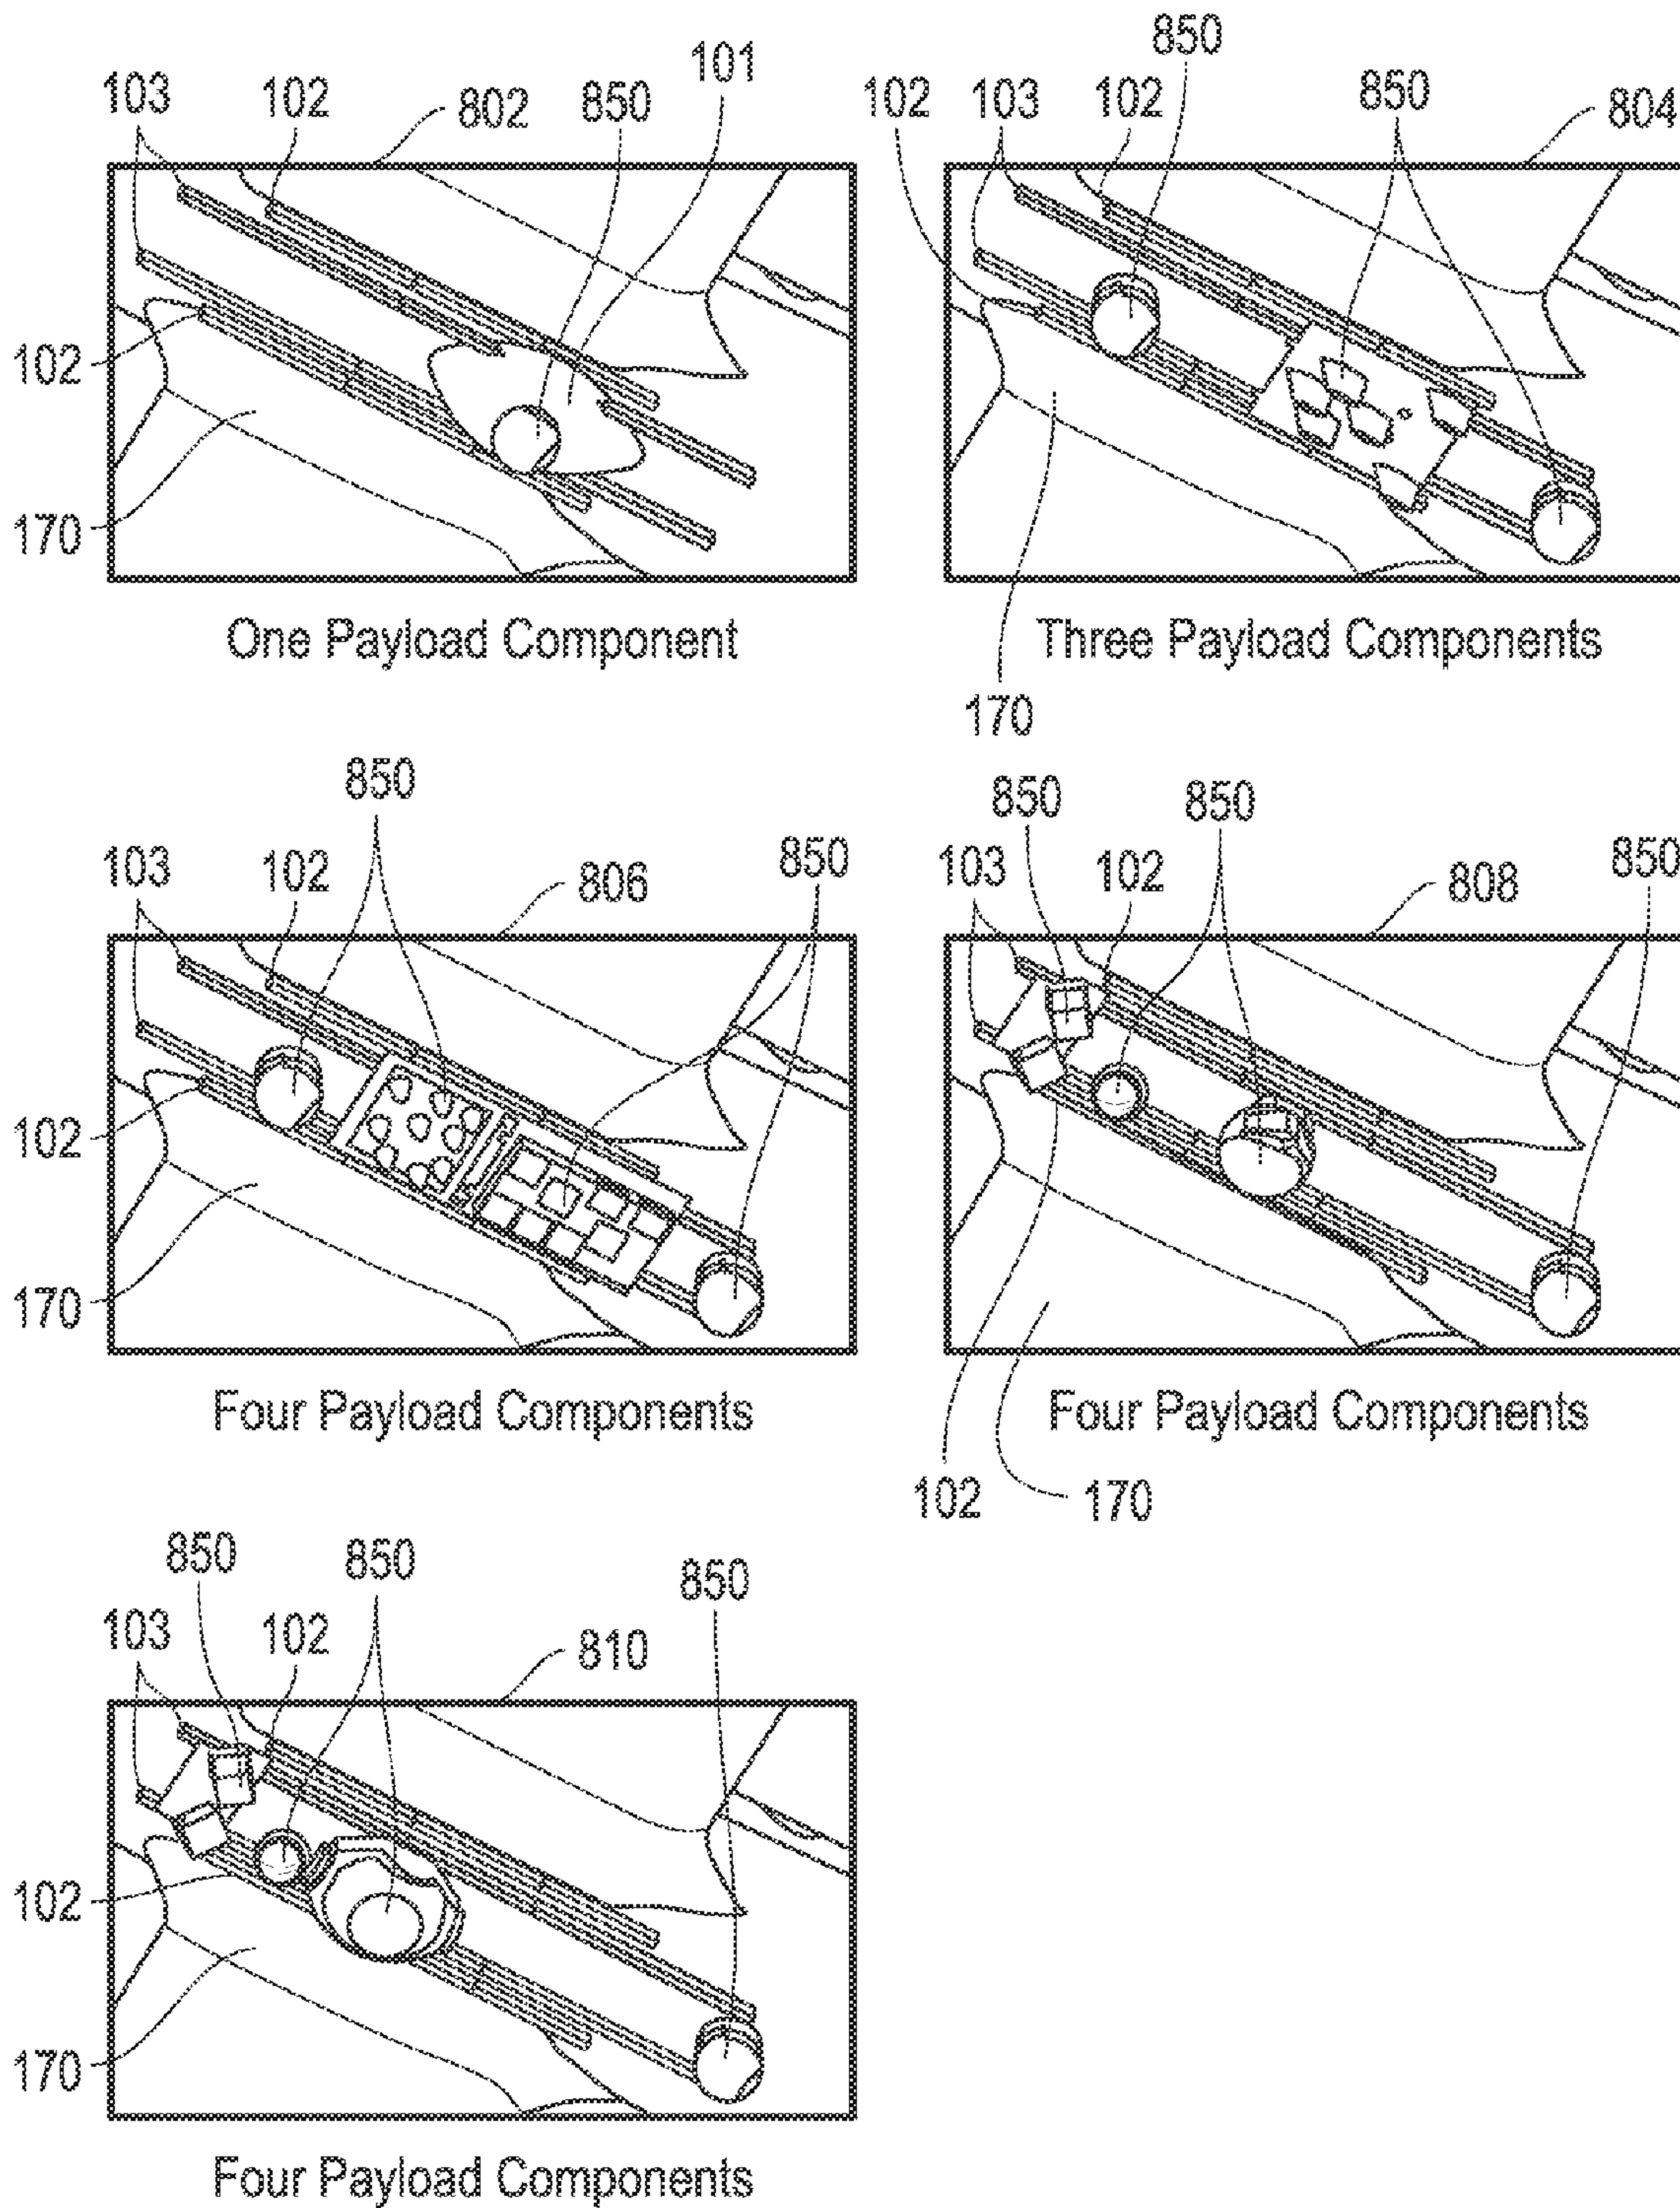 850
101
103 102 802 850
102 103 102 850 804
102
170
One Payload Component
Three Payload Components
170
850
850 850
103 102 806 850
103 102 808 850
102
170
Four Payload Components
Four Payload Components
102 170
850 850 850
103 102 810
102
170
Four Payload Components